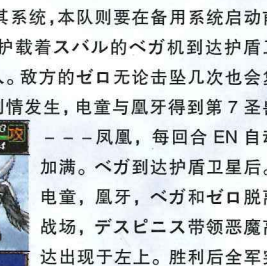 其系统，本队则要在备用系统启动前
护载着スバル的ベガ机到达护盾卫
。敌方的ゼロ无论击坠几次也会
情发生，电童与凰牙得到第7圣兽
---凤凰，每回合EN自动
加满。ベガ到达护盾卫星后。
电童，凰牙，ベガ和ゼロ脱离
战场，デスピニス带领恶魔
达出现于左上。胜利后全军